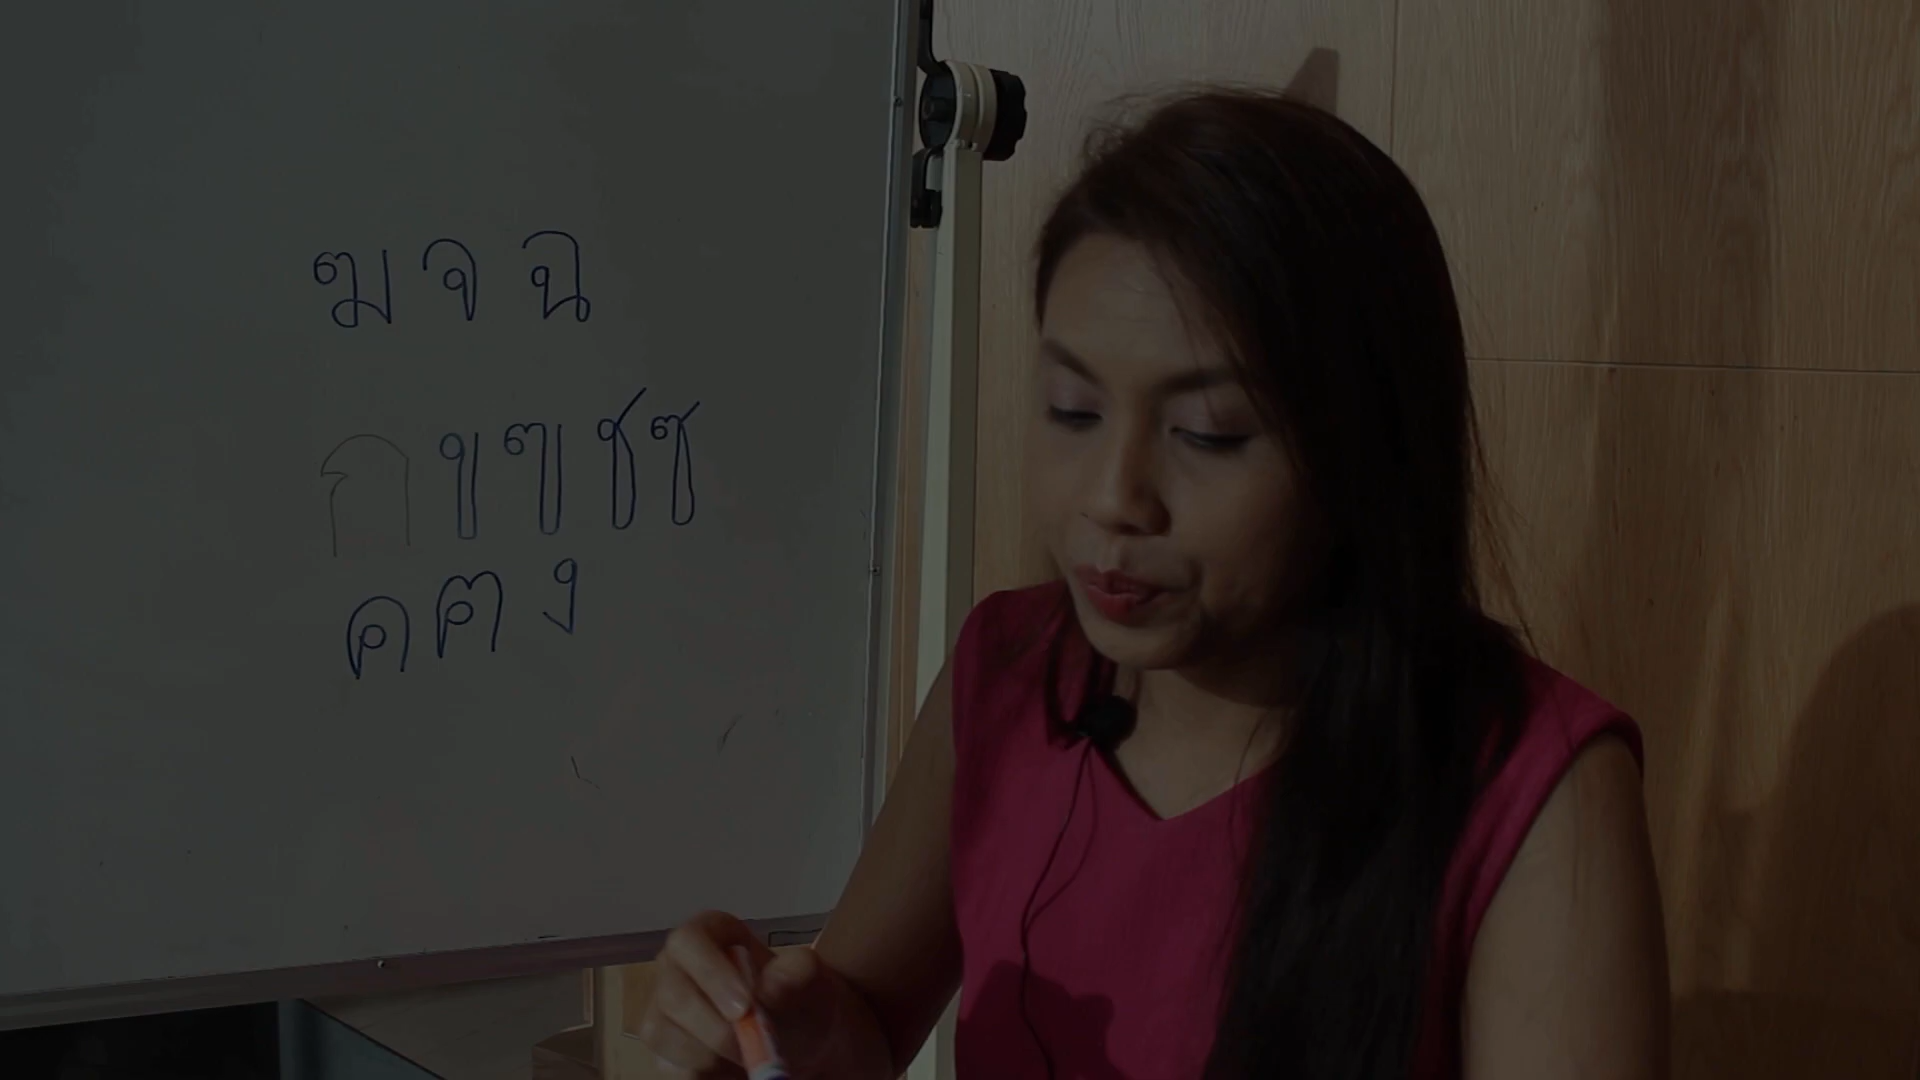 ฆ จ ฉ
ก ข ฃ ช ซ
ค ฅ ง